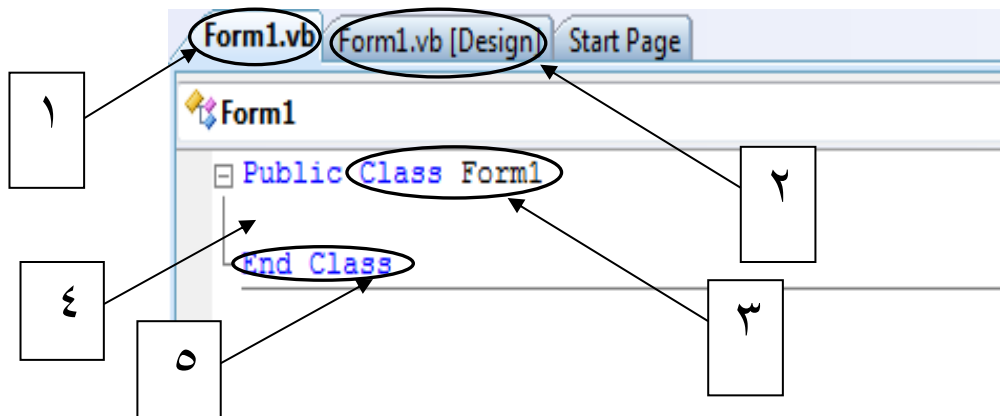 Form1.vb Form1.vb [Design] Start Page
١
Form1
Public Class Form1
٢
End Class
٤
٣
٥